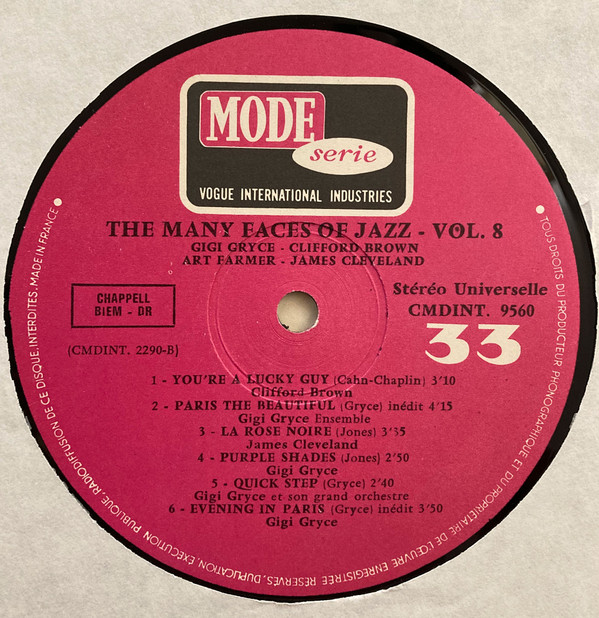 MODE
serie
VOGUE INTERNATIONAL INDUSTRIES
THE MANY FACES OF JAZZ - VOL. 8
GIGI GRYCE - CLIFFORD BROWN
ART FARMER - JAMES CLEVELAND
CHAPPELL
BIEM - DR
(CMDINT. 2290-B)
Stéréo Universelle
CMDINT. 9560
33
1 - YOU'RE A LUCKY GUY (Cahn-Chaplin) 3'10
Clifford Brown
2 - PARIS THE BEAUTIFUL (Gryce) inédit 4'15
Gigi Gryce Ensemble
3 - LA ROSE NOIRE (Jones) 3'35
James Cleveland
4 - PURPLE SHADES (Jones) 2'50
Gigi Gryce
5 - QUICK STEP (Gryce) 2'40
Gigi Gryce et son grand orchestre
6 - EVENING IN PARIS (Gryce) inédit 3'50
Gigi Gryce
• TOUS DROITS DU PRODUCTEUR PHONOGRAPHIQUE ET DU PROPRIETAIRE DE L'ŒUVRE ENREGISTREE RESERVES. DUPLICATION, EXECUTION PUBLIQUE, RADIODIFFUSION DE CE DISQUE, INTERDITES. MADE IN FRANCE •